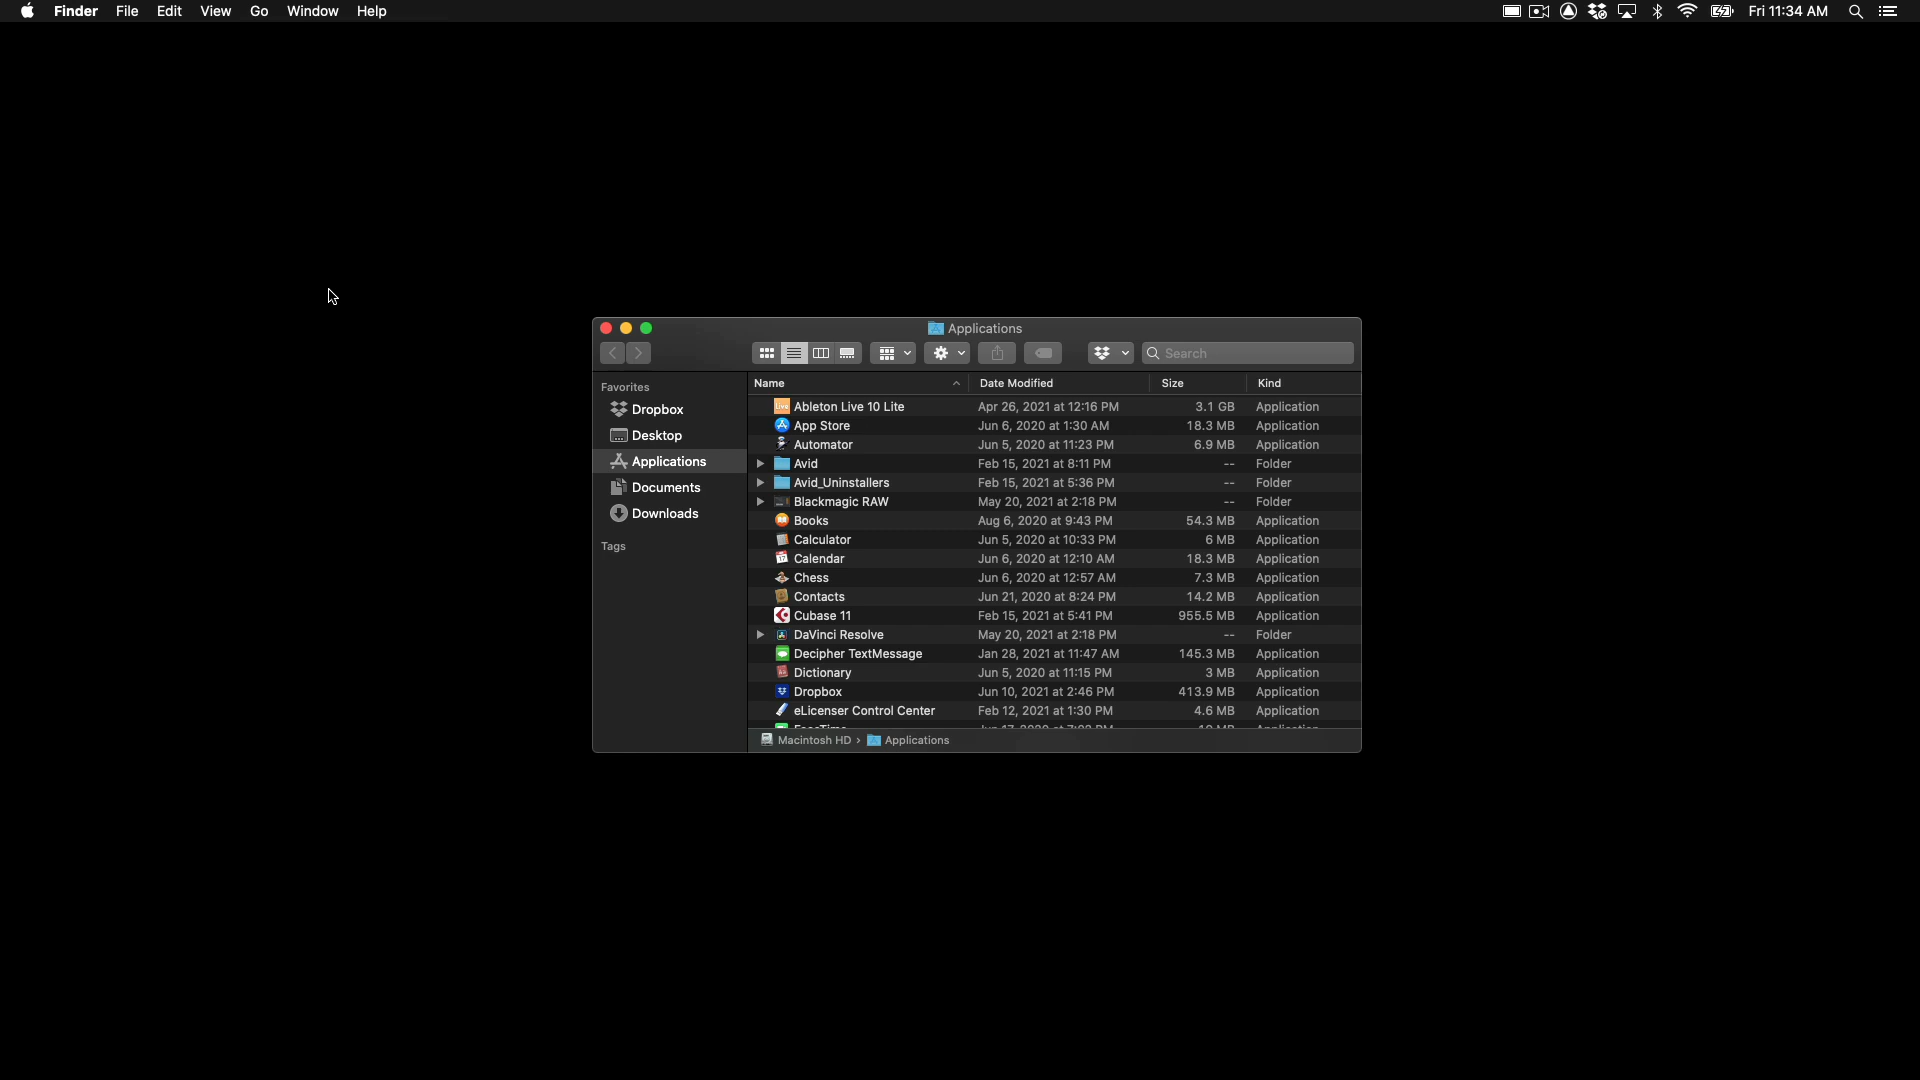 Finder File Edit View Go Window Help Fri 11:34 AM
Applications
Search
Favorites
Dropbox
Desktop
Applications
Documents
Downloads
Tags
Name Date Modified Size Kind
Ableton Live 10 Lite Apr 26, 2021 at 12:16 PM 3.1 GB Application
App Store Jun 6, 2020 at 1:30 AM 18.3 MB Application
Automator Jun 5, 2020 at 11:23 PM 6.9 MB Application
Avid Feb 15, 2021 at 8:11 PM -- Folder
Avid_Uninstallers Feb 15, 2021 at 5:36 PM -- Folder
Blackmagic RAW May 20, 2021 at 2:18 PM -- Folder
Books Aug 6, 2020 at 9:43 PM 54.3 MB Application
Calculator Jun 5, 2020 at 10:33 PM 6 MB Application
Calendar Jun 6, 2020 at 12:10 AM 18.3 MB Application
Chess Jun 6, 2020 at 12:57 AM 7.3 MB Application
Contacts Jun 21, 2020 at 8:24 PM 14.2 MB Application
Cubase 11 Feb 15, 2021 at 5:41 PM 955.5 MB Application
DaVinci Resolve May 20, 2021 at 2:18 PM -- Folder
Decipher TextMessage Jan 28, 2021 at 11:47 AM 145.3 MB Application
Dictionary Jun 5, 2020 at 11:15 PM 3 MB Application
Dropbox Jun 10, 2021 at 2:46 PM 413.9 MB Application
eLicenser Control Center Feb 12, 2021 at 1:30 PM 4.6 MB Application
Macintosh HD › Applications